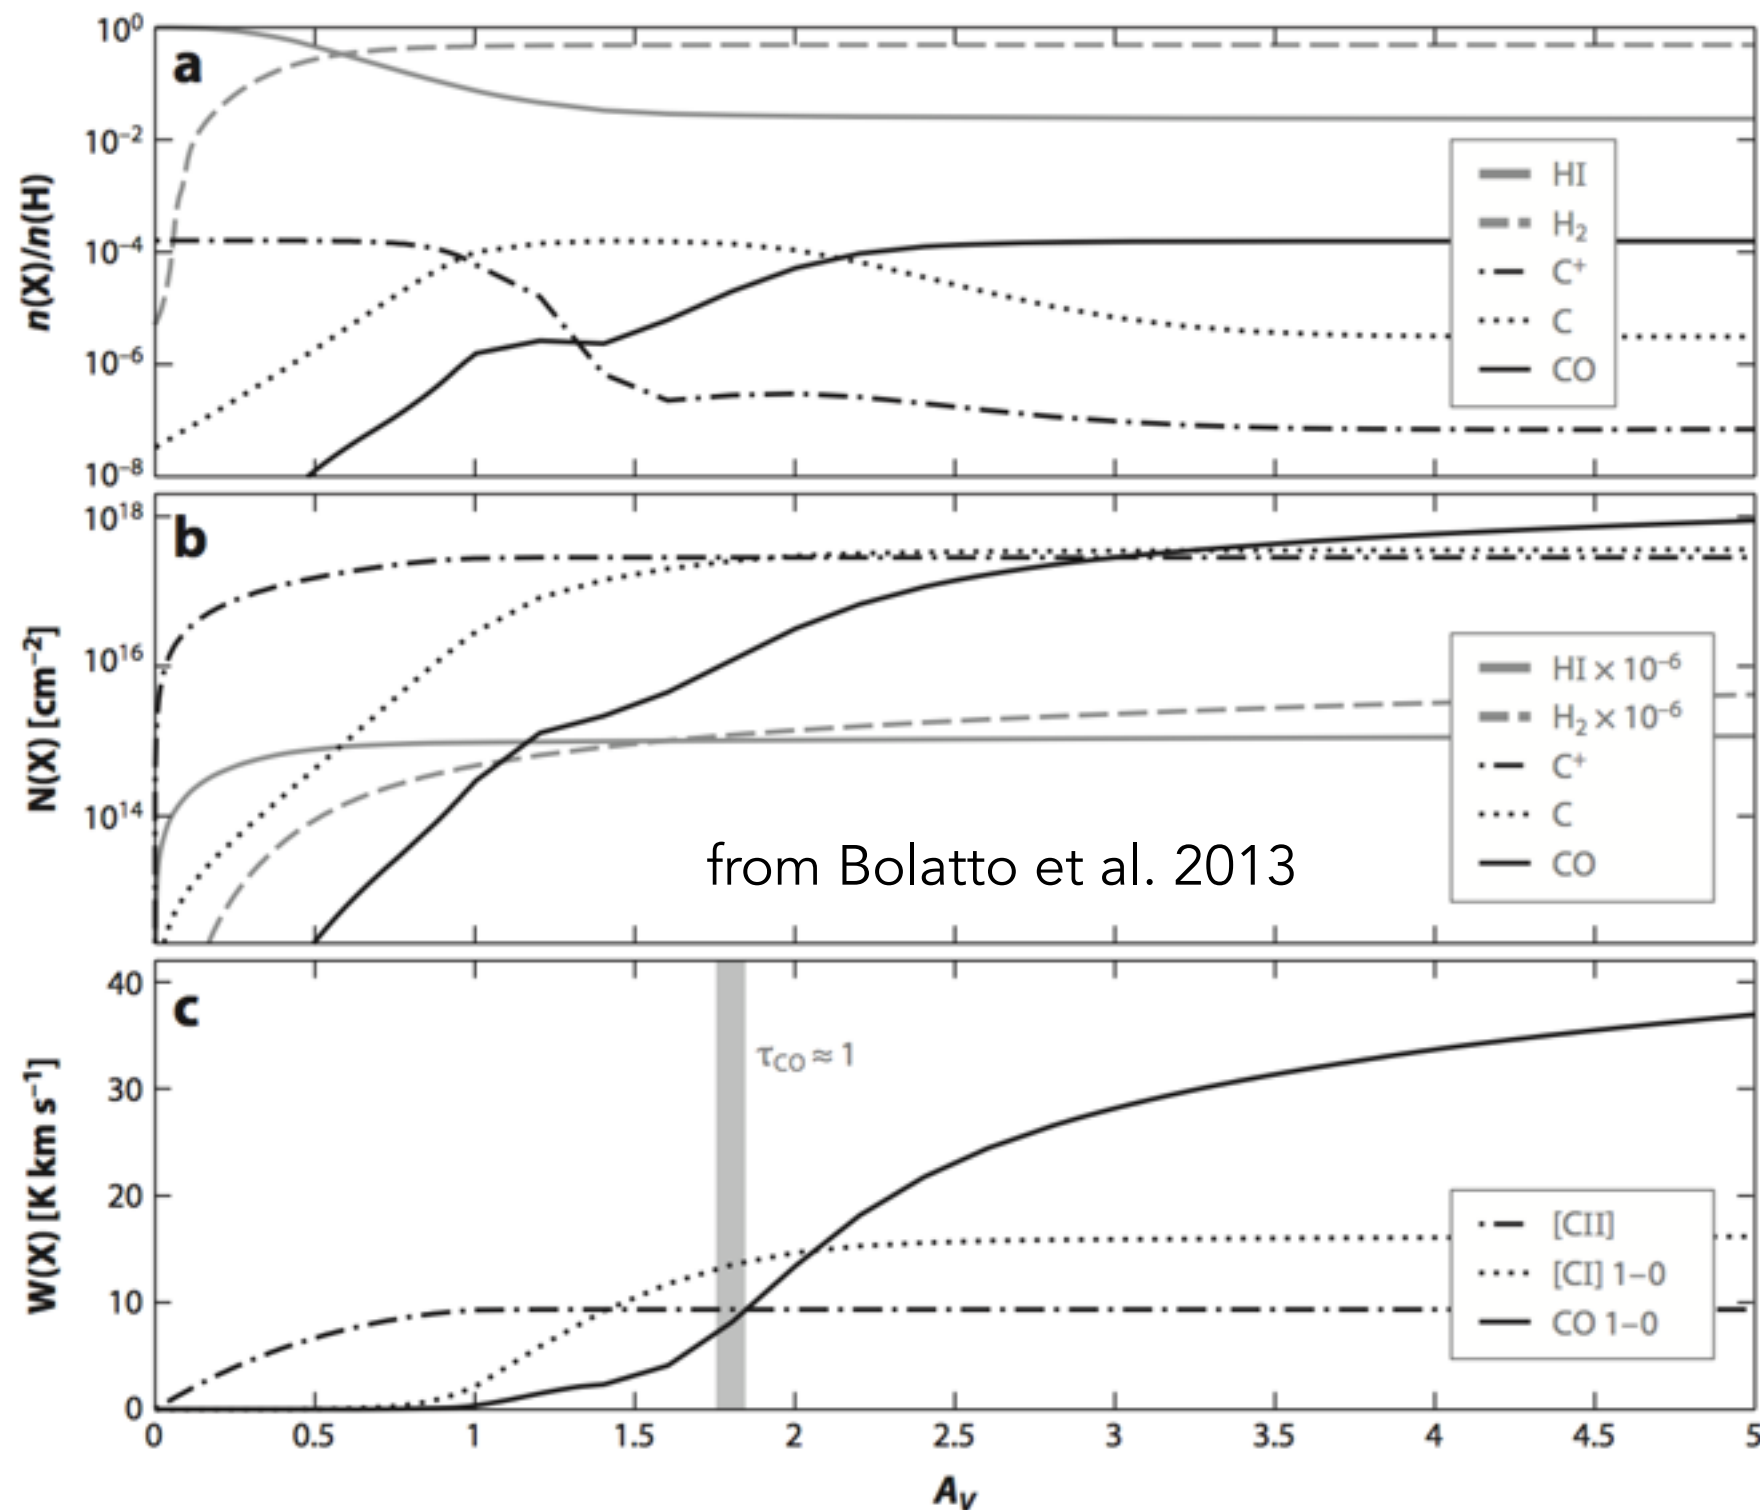 a
10⁰
10⁻²
10⁻⁴
10⁻⁶
10⁻⁸
n(X)/n(H)
HI
H₂
C⁺
C
CO
b
10¹⁸
10¹⁶
10¹⁴
N(X) [cm⁻²]
HI × 10⁻⁶
H₂ × 10⁻⁶
C⁺
C
CO
from Bolatto et al. 2013
c
40
30
20
10
0
W(X) [K km s⁻¹]
τCO ≈ 1
[CII]
[CI] 1–0
CO 1–0
0 0.5 1 1.5 2 2.5 3 3.5 4 4.5 5
AV